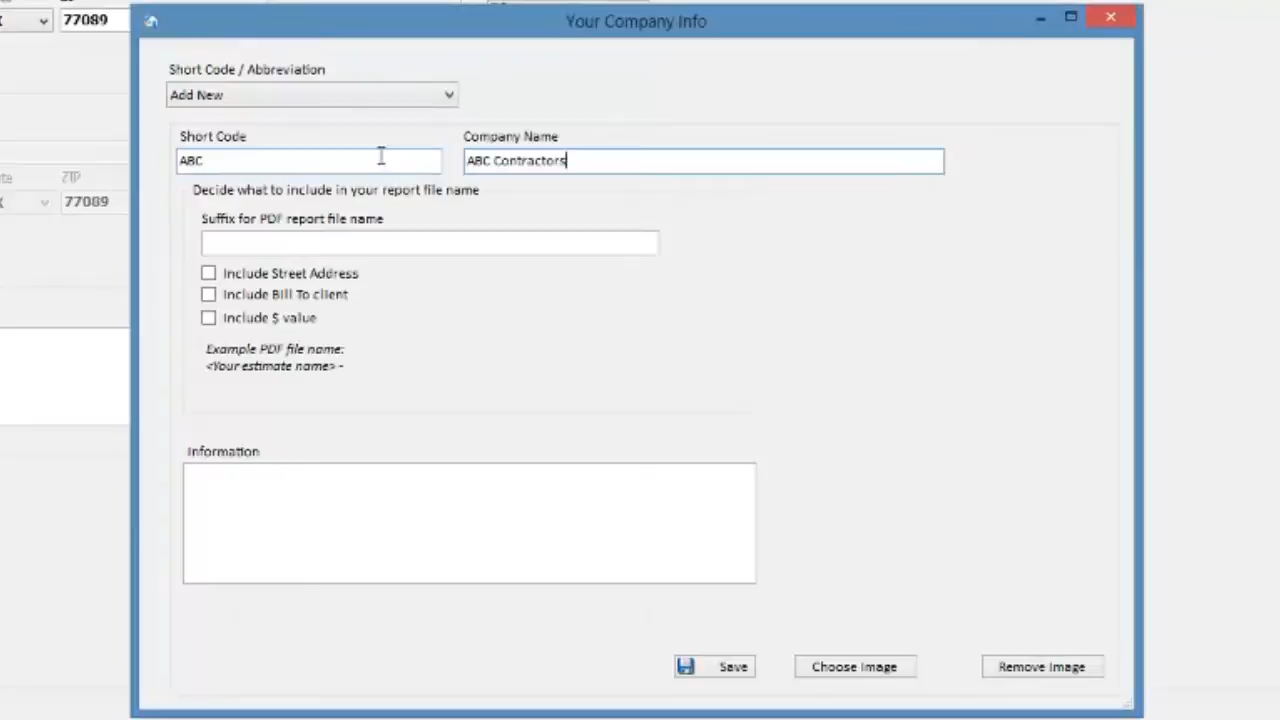 77089
Your Company Info
Short Code / Abbreviation
Add New
Short Code
Company Name
ABC
ABC Contractors
ZIP
77089
Decide what to include in your report file name
Suffix for PDF report file name
Include Street Address
Include Bill To client
Include $ value
Example PDF file name:
<Your estimate name> -
Information
Save
Choose Image
Remove Image